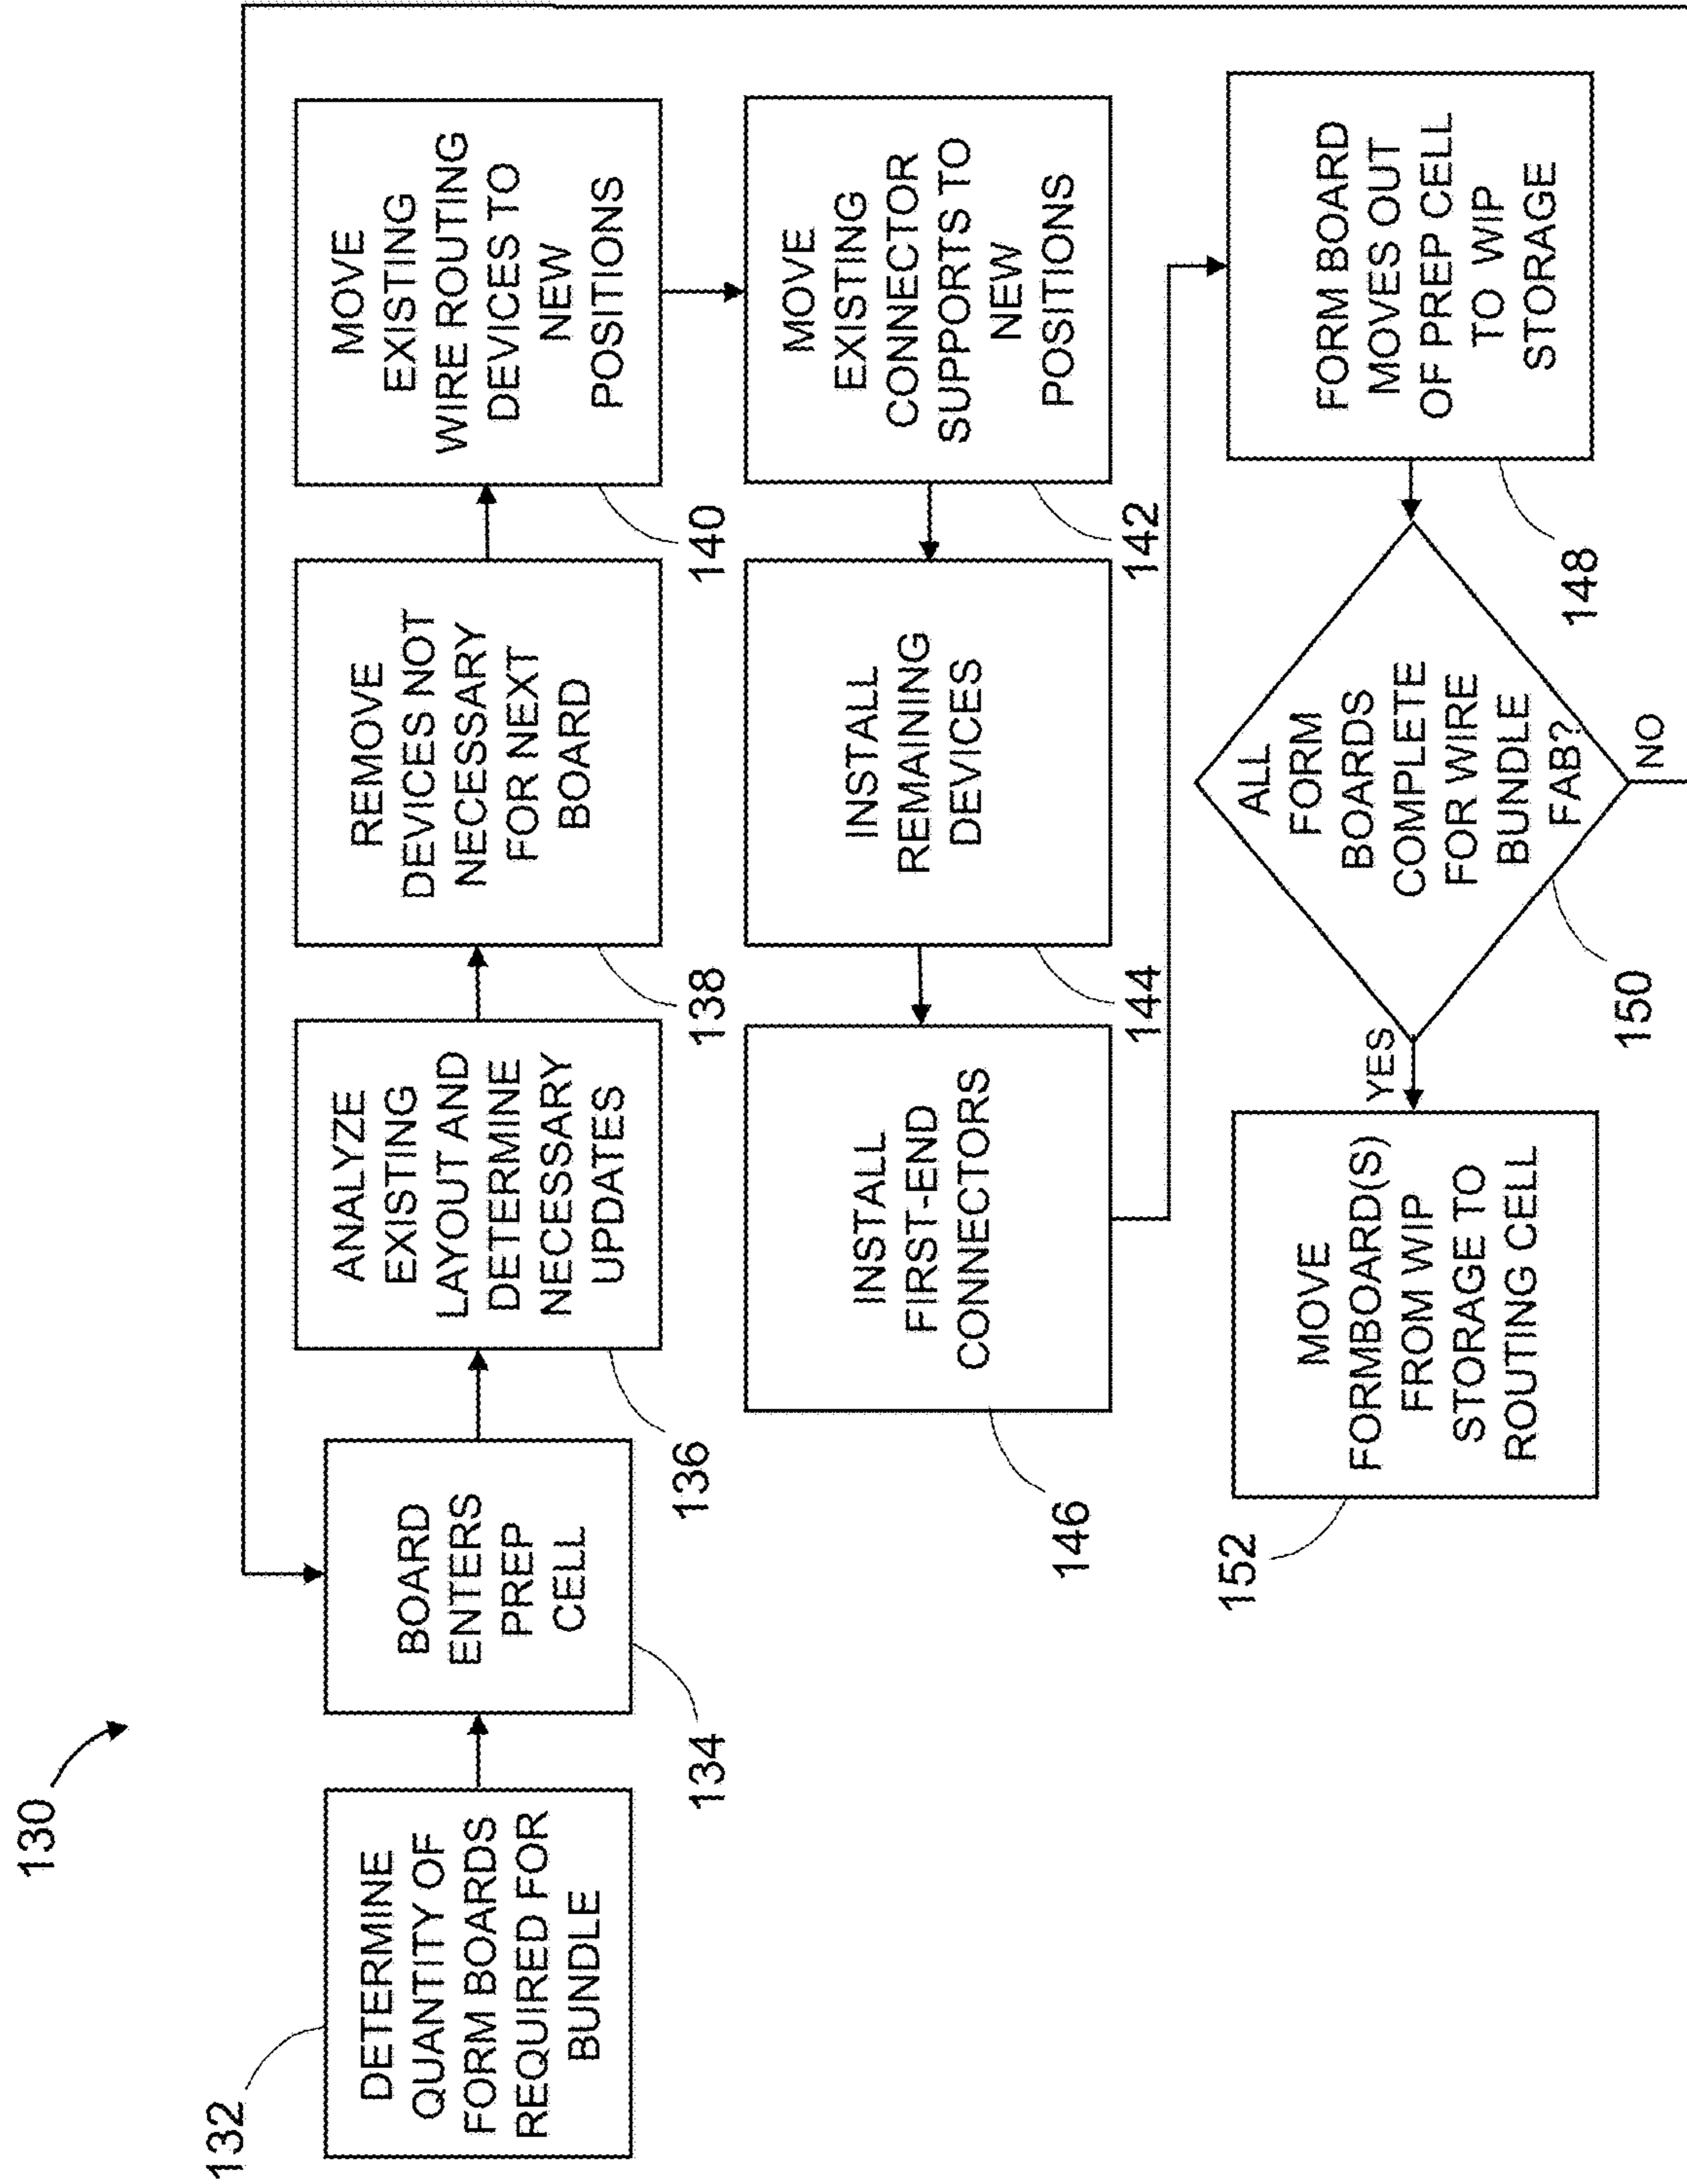 130
132
DETERMINE
QUANTITY OF
FORM BOARDS
REQUIRED FOR
BUNDLE
BOARD
ENTERS
PREP
CELL
134
ANALYZE
EXISTING
LAYOUT AND
DETERMINE
NECESSARY
UPDATES
136
REMOVE
DEVICES NOT
NECESSARY
FOR NEXT
BOARD
138
MOVE
EXISTING
WIRE ROUTING
DEVICES TO
NEW
POSITIONS
140
MOVE
EXISTING
CONNECTOR
SUPPORTS TO
NEW
POSITIONS
142
INSTALL
REMAINING
DEVICES
144
INSTALL
FIRST-END
CONNECTORS
146
FORM BOARD
MOVES OUT
OF PREP CELL
TO WIP
STORAGE
148
ALL
FORM
BOARDS
COMPLETE
FOR WIRE
BUNDLE
FAB?
150
NO
YES
MOVE
FORMBOARD(S)
FROM WIP
STORAGE TO
ROUTING CELL
152